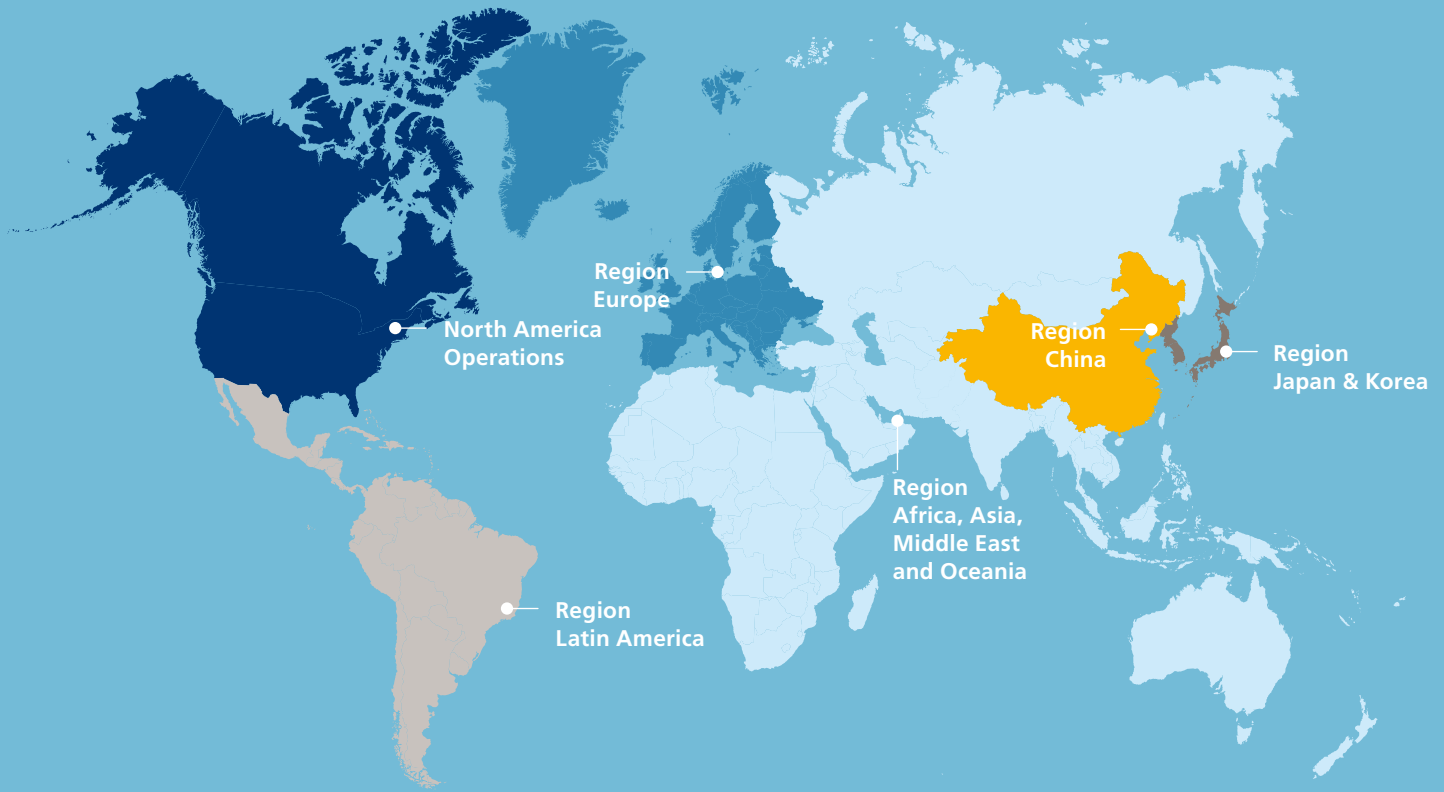 Region
Europe
North America
Operations
Region
China
Region
Japan & Korea
Region
Africa, Asia,
Middle East
and Oceania
Region
Latin America